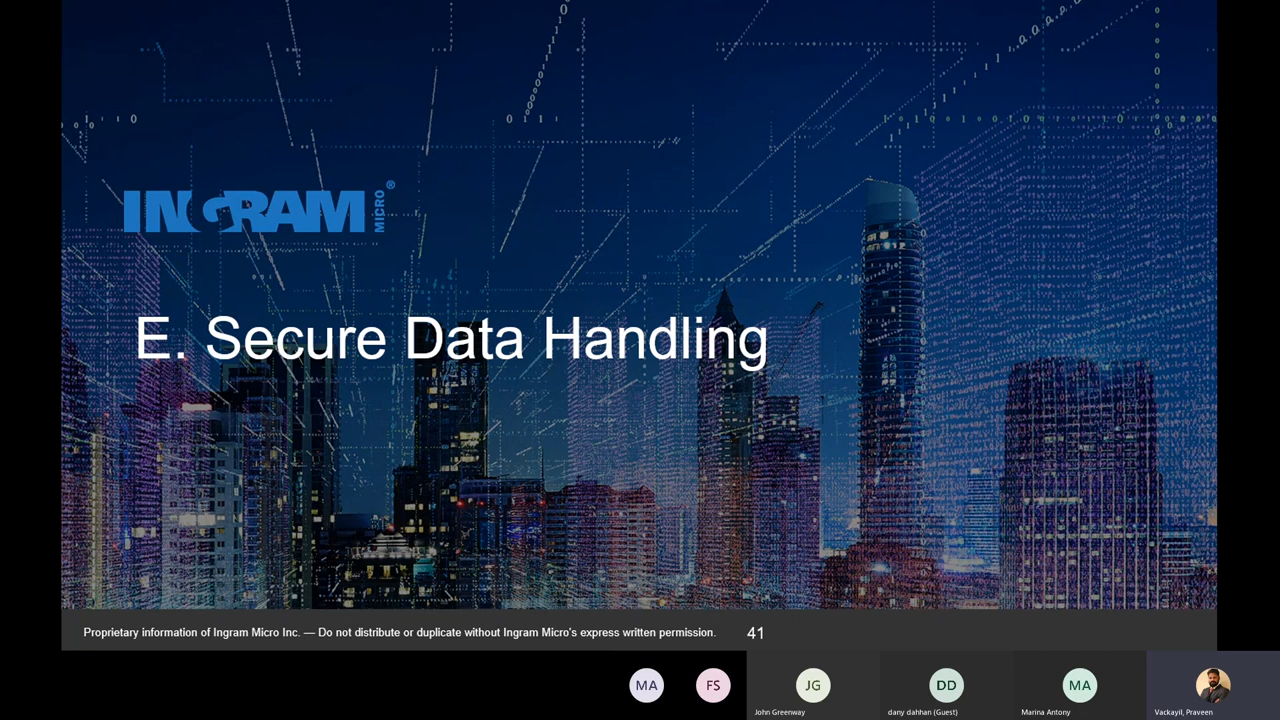 INGRAM MICRO®
E. Secure Data Handling
Proprietary information of Ingram Micro Inc. — Do not distribute or duplicate without Ingram Micro's express written permission.
41
MA
FS
JG
DD
MA
John Greenway
dany dahhan (Guest)
Marina Antony
Vackayil, Praveen